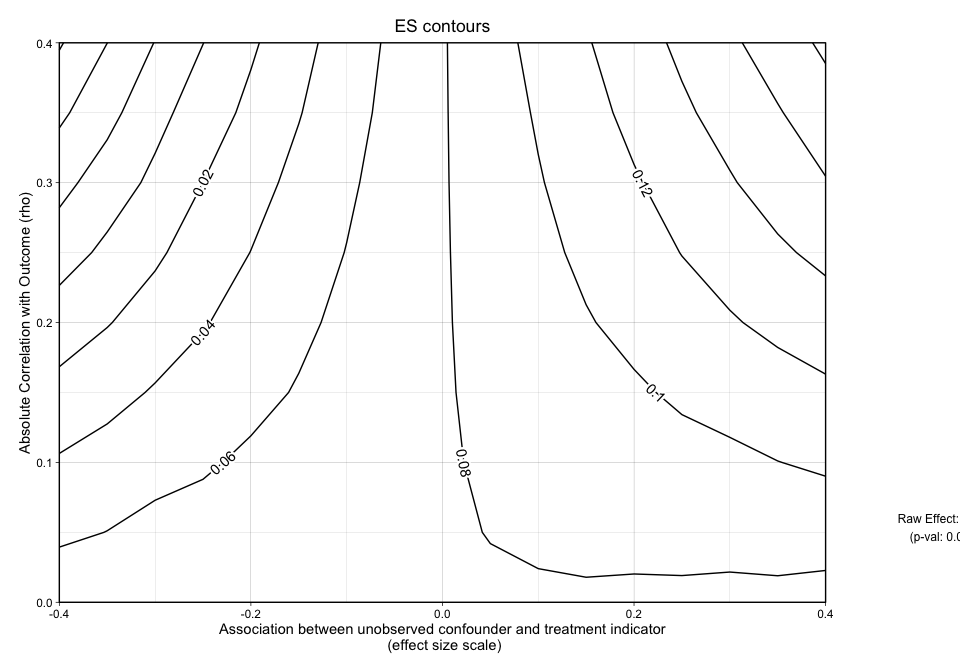 ES contours
0.4
0.3
0.2
0.1
0.0
Absolute Correlation with Outcome (rho)
0.02
0.04
0.06
0.08
0.1
0.12
-0.4
-0.2
0.0
0.2
0.4
Association between unobserved confounder and treatment indicator
(effect size scale)
Raw Effect:
(p-val: 0.0